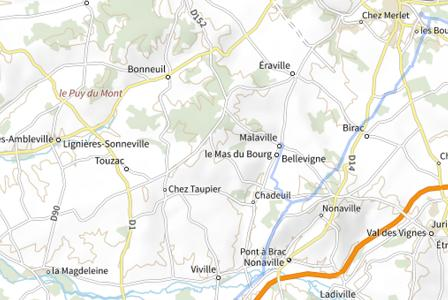 D152
Chez Merlet
les Bou
Bonneuil
Éraville
le Puy du Mont
es-Ambleville
Lignières-Sonneville
Malaville
Birac
le Mas du Bourg
Bellevigne
Touzac
D14
Ch
Chez Taupier
Chadeuil
D90
D1
Nonaville
Juri
Val des Vignes
Ét
Pont à Brac
Nonaville
la Magdeleine
Viville
Ladiville